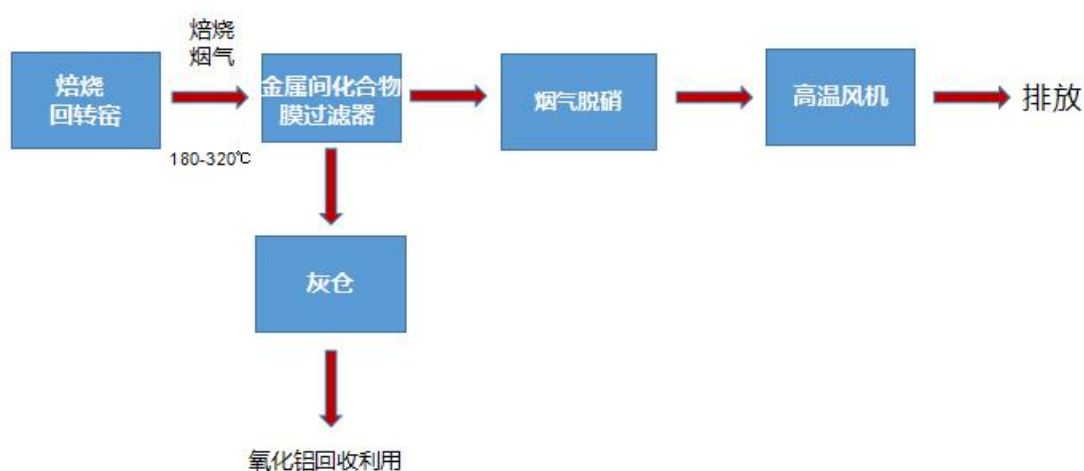 焙烧
烟气
焙烧
回转窑
金属间化合物
膜过滤器
烟气脱硝
高温风机
排放
180-320℃
灰仓
氧化铝回收利用